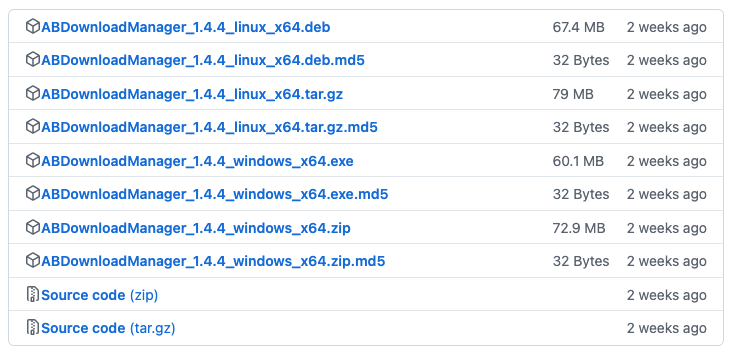 ABDownloadManager_1.4.4_linux_x64.deb 67.4 MB 2 weeks ago
ABDownloadManager_1.4.4_linux_x64.deb.md5 32 Bytes 2 weeks ago
ABDownloadManager_1.4.4_linux_x64.tar.gz 79 MB 2 weeks ago
ABDownloadManager_1.4.4_linux_x64.tar.gz.md5 32 Bytes 2 weeks ago
ABDownloadManager_1.4.4_windows_x64.exe 60.1 MB 2 weeks ago
ABDownloadManager_1.4.4_windows_x64.exe.md5 32 Bytes 2 weeks ago
ABDownloadManager_1.4.4_windows_x64.zip 72.9 MB 2 weeks ago
ABDownloadManager_1.4.4_windows_x64.zip.md5 32 Bytes 2 weeks ago
Source code (zip) 2 weeks ago
Source code (tar.gz) 2 weeks ago